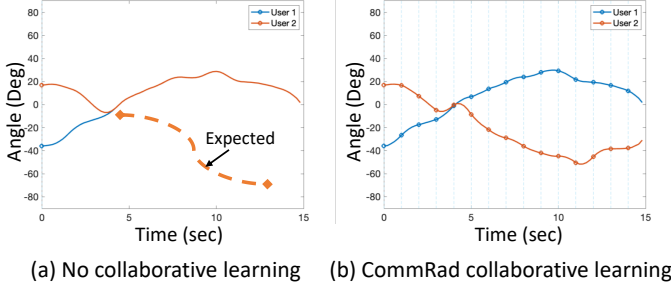 User 1
User 2
80
60
40
20
0
-20
-40
-60
-80
Angle (Deg)
Expected
0
5
10
15
Time (sec)
(a) No collaborative learning
User 1
User 2
80
60
40
20
0
-20
-40
-60
-80
Angle (Deg)
0
5
10
15
Time (sec)
(b) CommRad collaborative learning